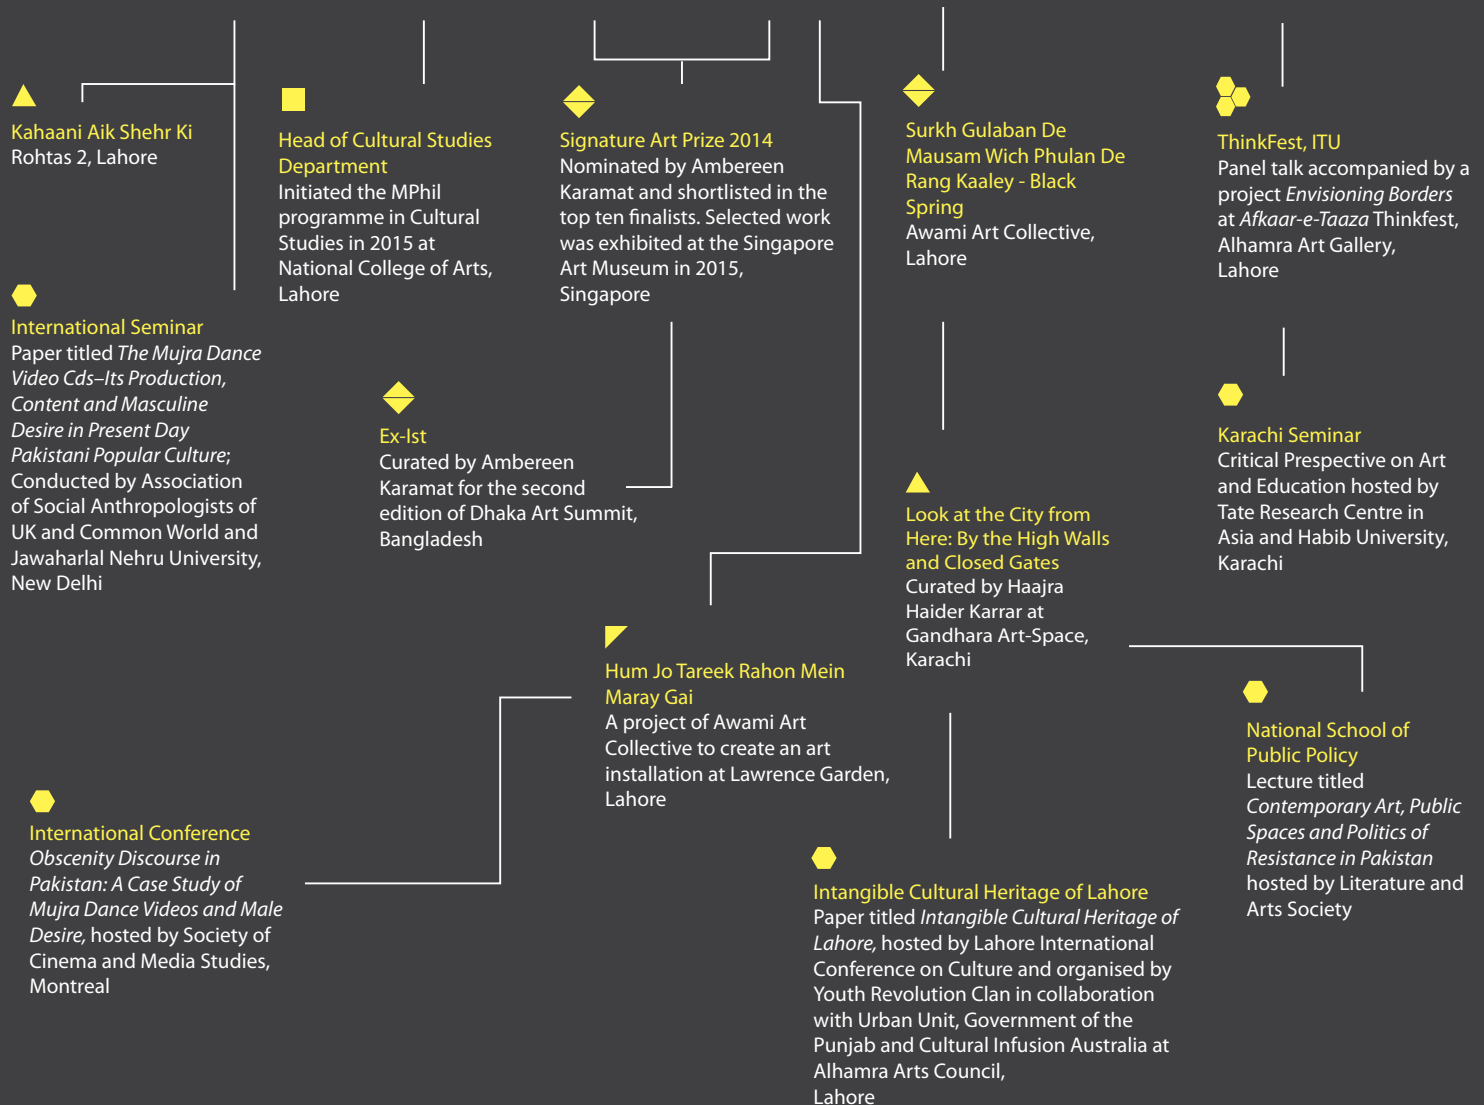 Kahaani Aik Shehr Ki
Rohtas 2, Lahore
International Seminar
Paper titled The Mujra Dance
Video Cds–Its Production,
Content and Masculine
Desire in Present Day
Pakistani Popular Culture;
Conducted by Association
of Social Anthropologists of
UK and Common World and
Jawaharlal Nehru University,
New Delhi
International Conference
Obscenity Discourse in
Pakistan: A Case Study of
Mujra Dance Videos and Male
Desire, hosted by Society of
Cinema and Media Studies,
Montreal
Head of Cultural Studies
Department
Initiated the MPhil
programme in Cultural
Studies in 2015 at
National College of Arts,
Lahore
Signature Art Prize 2014
Nominated by Ambereen
Karamat and shortlisted in the
top ten finalists. Selected work
was exhibited at the Singapore
Art Museum in 2015,
Singapore
Ex-Ist
Curated by Ambereen
Karamat for the second
edition of Dhaka Art Summit,
Bangladesh
Hum Jo Tareek Rahon Mein
Maray Gai
A project of Awami Art
Collective to create an art
installation at Lawrence Garden,
Lahore
Surkh Gulaban De
Mausam Wich Phulan De
Rang Kaaley - Black
Spring
Awami Art Collective,
Lahore
Look at the City from
Here: By the High Walls
and Closed Gates
Curated by Haajra
Haider Karrar at
Gandhara Art-Space,
Karachi
Intangible Cultural Heritage of Lahore
Paper titled Intangible Cultural Heritage of
Lahore, hosted by Lahore International
Conference on Culture and organised by
Youth Revolution Clan in collaboration
with Urban Unit, Government of the
Punjab and Cultural Infusion Australia at
Alhamra Arts Council,
Lahore
ThinkFest, ITU
Panel talk accompanied by a
project Envisioning Borders
at Afkaar-e-Taaza Thinkfest,
Alhamra Art Gallery,
Lahore
Karachi Seminar
Critical Prespective on Art
and Education hosted by
Tate Research Centre in
Asia and Habib University,
Karachi
National School of
Public Policy
Lecture titled
Contemporary Art, Public
Spaces and Politics of
Resistance in Pakistan
hosted by Literature and
Arts Society